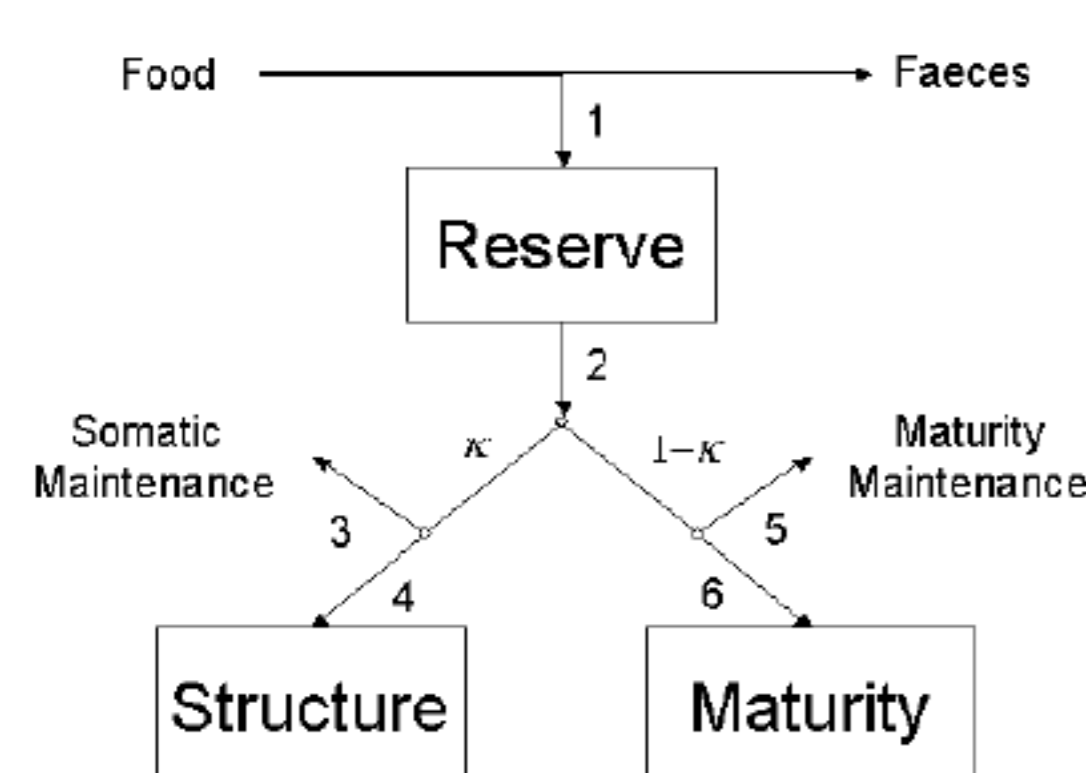 Food
Faeces
1
Reserve
2
Somatic
Maintenance
κ
1−κ
Maturity
Maintenance
3
5
4
6
Structure
Maturity